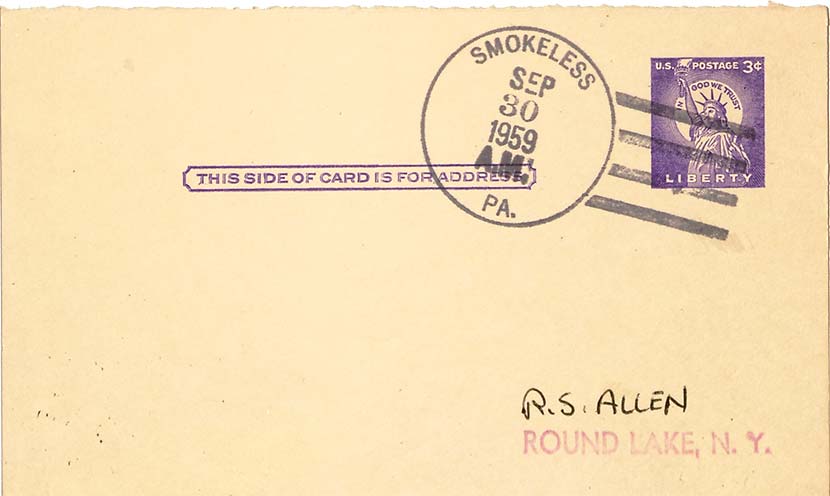 SMOKELESS
SEP
30
1959
A.M.
PA.
U.S. POSTAGE 3¢
IN GOD WE TRUST
LIBERTY
THIS SIDE OF CARD IS FOR ADDRESS
R.S. ALLEN
ROUND LAKE, N. Y.